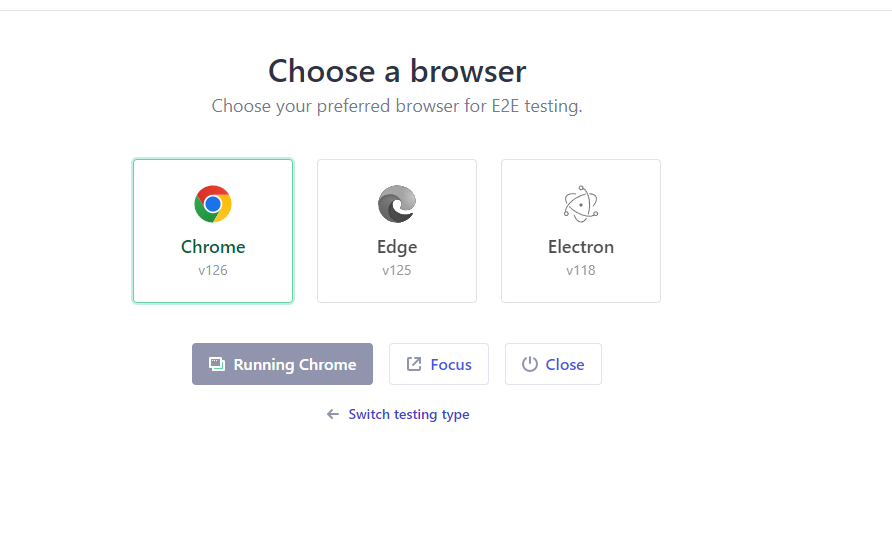 Choose a browser
Choose your preferred browser for E2E testing.
Chrome
v126
Edge
v125
Electron
v118
Running Chrome
Focus
Close
Switch testing type